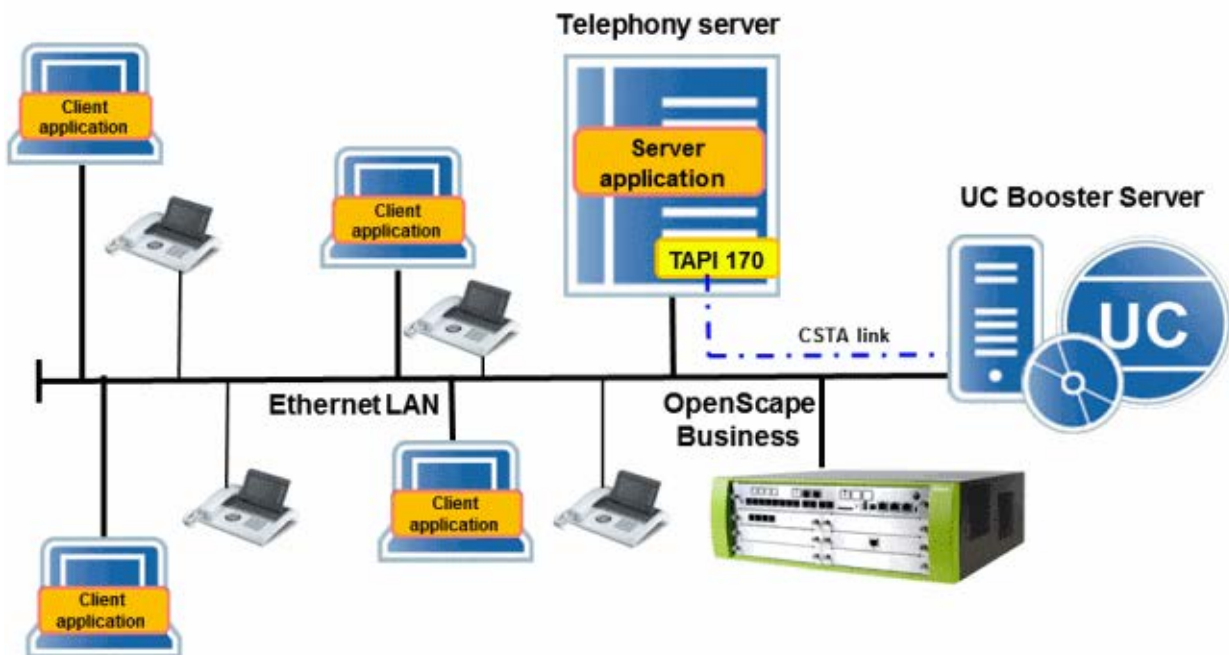 Telephony server
Client
application
Server
application
Client
application
UC Booster Server
TAPI 170
UC
CSTA link
Ethernet LAN
OpenScape
Business
Client
application
Client
application